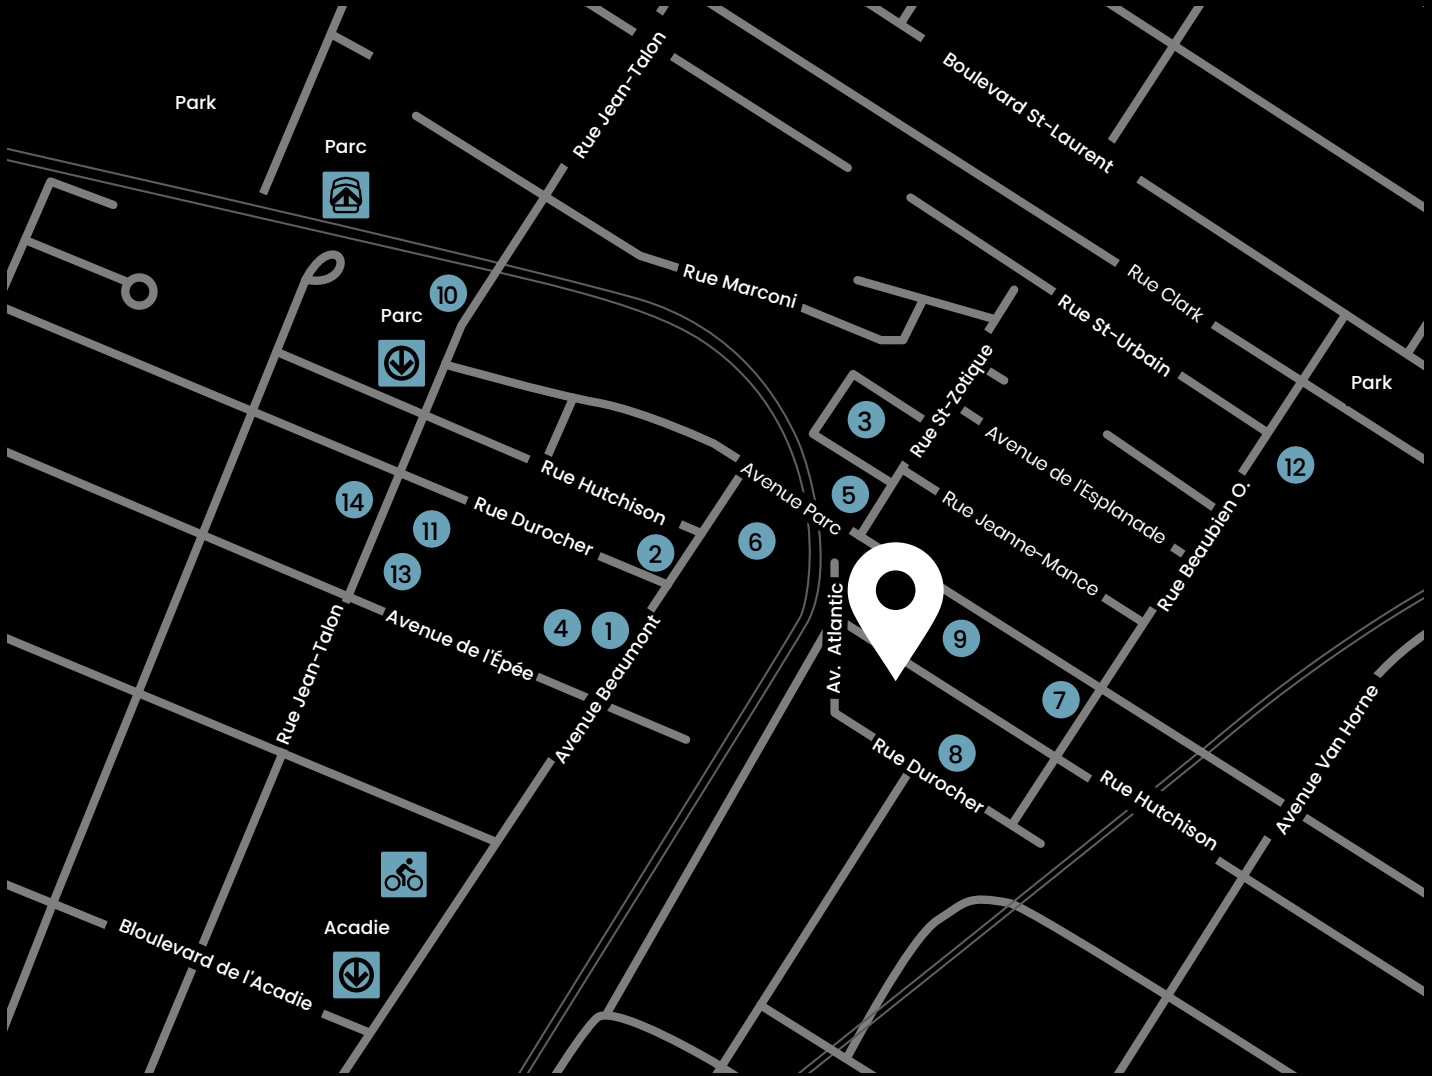 Rue Jean-Talon
Boulevard St-Laurent
Park
Parc
Rue Marconi
Rue Clark
10
Parc
Rue St-Urbain
Park
Rue St-Zotique
3
Avenue de l'Esplanade
12
Rue Hutchison
Avenue Parc
5
14
Rue Durocher
11
Rue Jeanne-Mance
Rue Beaubien O.
2
6
13
Av. Atlantic
4
1
9
Avenue de l'Épée
Rue Jean-Talon
Avenue Beaumont
7
Avenue Van Horne
8
Rue Durocher
Rue Hutchison
Acadie
Bloulevard de l'Acadie